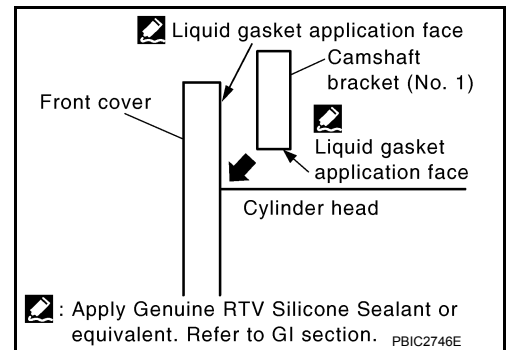 Liquid gasket application face
Camshaft
bracket (No. 1)
Front cover
Liquid gasket
application face
Cylinder head
: Apply Genuine RTV Silicone Sealant or
equivalent. Refer to GI section.
PBIC2746E